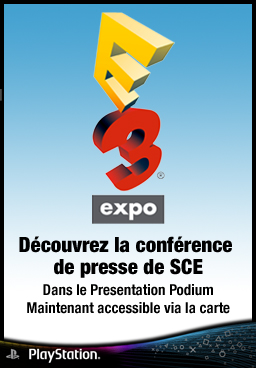 E3
expo
Découvrez la conférence
de presse de SCE
Dans le Presentation Podium
Maintenant accessible via la carte
PlayStation.